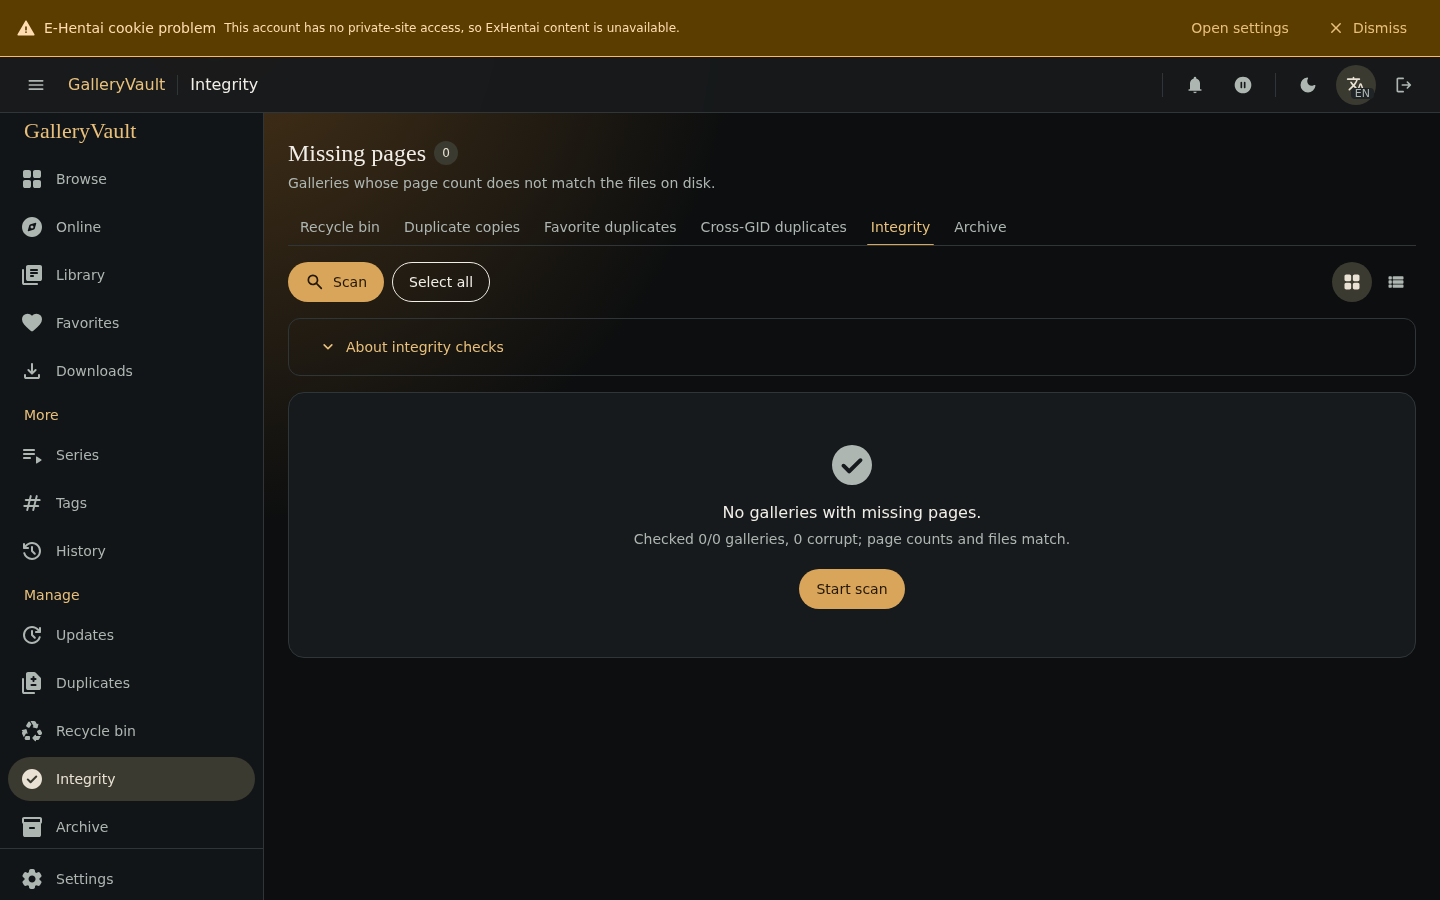 E-Hentai cookie problem This account has no private-site access, so ExHentai content is unavailable. Open settings Dismiss
GalleryVault Integrity EN
GalleryVault
Browse
Online
Library
Favorites
Downloads
More
Series
Tags
History
Manage
Updates
Duplicates
Recycle bin
Integrity
Archive
Settings
Missing pages 0
Galleries whose page count does not match the files on disk.
Recycle bin Duplicate copies Favorite duplicates Cross-GID duplicates Integrity Archive
Scan Select all
About integrity checks
No galleries with missing pages.
Checked 0/0 galleries, 0 corrupt; page counts and files match.
Start scan